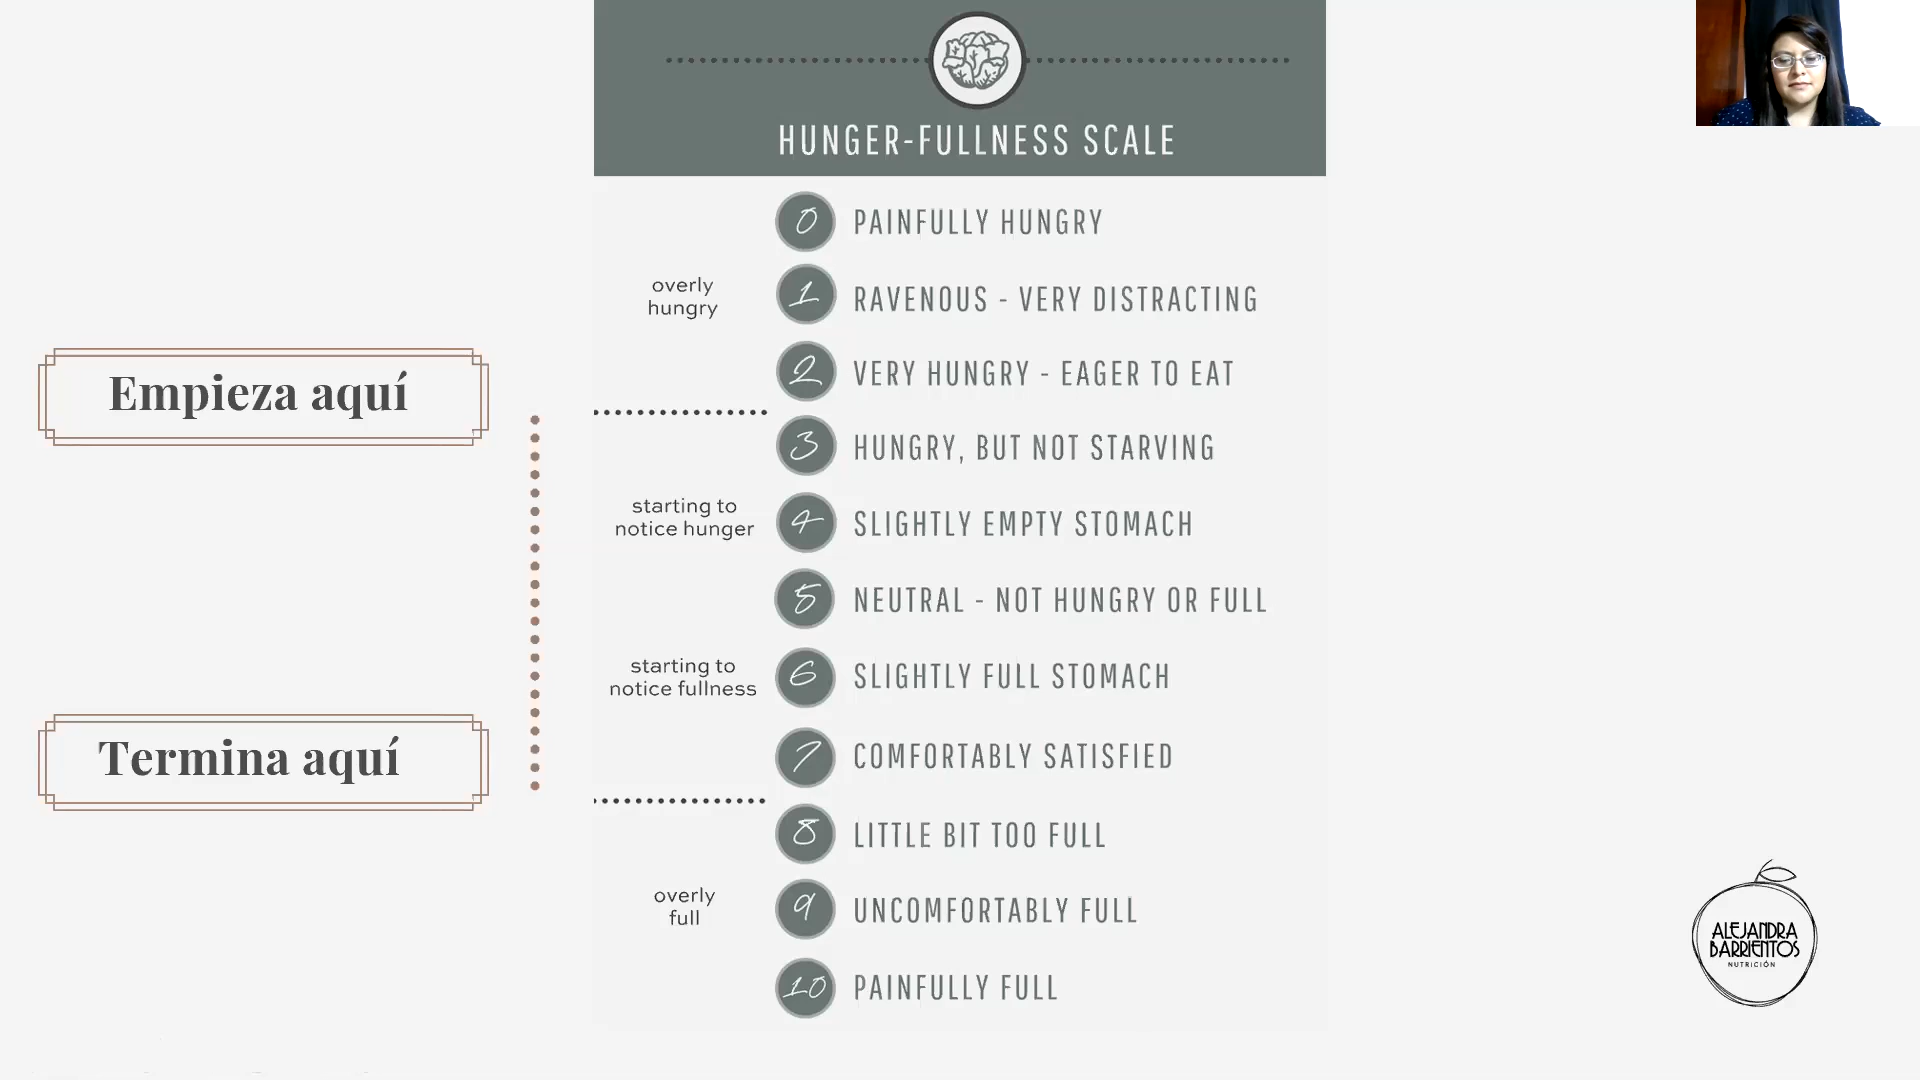 HUNGER-FULLNESS SCALE
0 PAINFULLY HUNGRY
overly
hungry
1 RAVENOUS - VERY DISTRACTING
2 VERY HUNGRY - EAGER TO EAT
Empieza aquí
3 HUNGRY, BUT NOT STARVING
starting to
notice hunger
4 SLIGHTLY EMPTY STOMACH
5 NEUTRAL - NOT HUNGRY OR FULL
starting to
notice fullness
6 SLIGHTLY FULL STOMACH
7 COMFORTABLY SATISFIED
Termina aquí
8 LITTLE BIT TOO FULL
overly
full
9 UNCOMFORTABLY FULL
10 PAINFULLY FULL
ALEJANDRA
BARRIENTOS
NUTRICIÓN